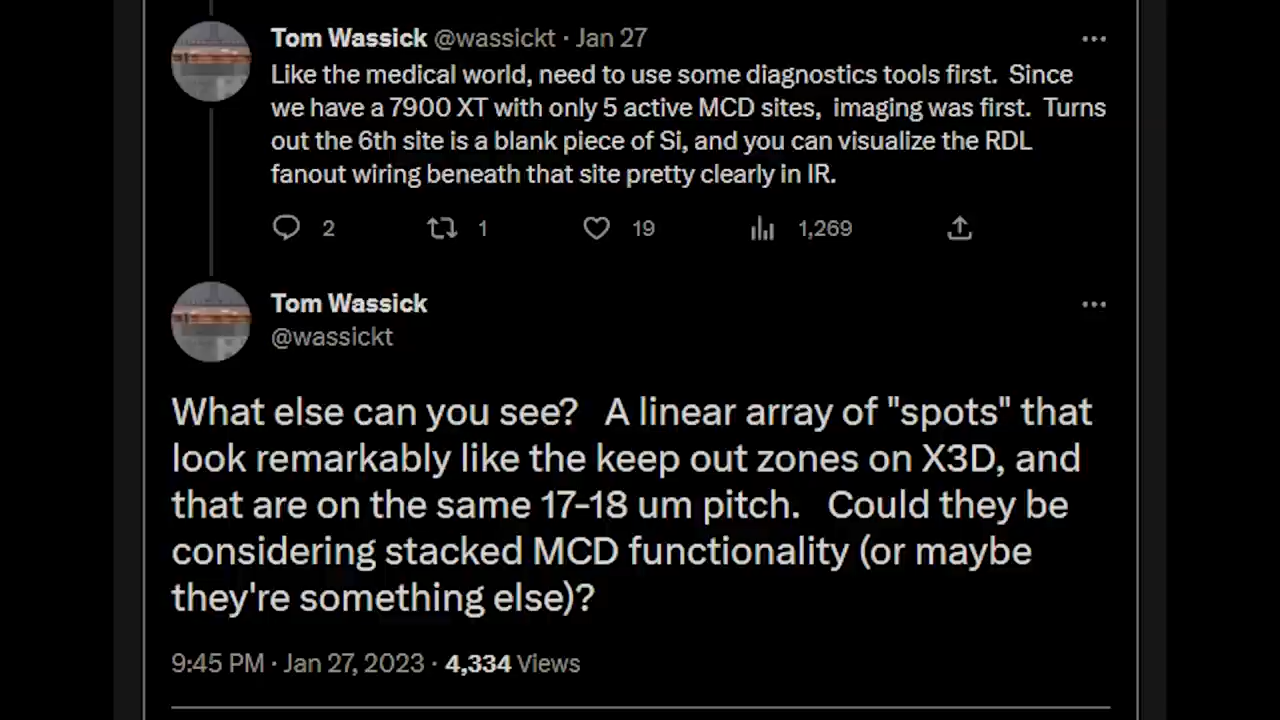 Tom Wassick @wassickt · Jan 27
Like the medical world, need to use some diagnostics tools first.  Since
we have a 7900 XT with only 5 active MCD sites,  imaging was first.  Turns
out the 6th site is a blank piece of Si, and you can visualize the RDL
fanout wiring beneath that site pretty clearly in IR.
2 1 19 1,269
Tom Wassick
@wassickt
What else can you see?   A linear array of "spots" that
look remarkably like the keep out zones on X3D, and
that are on the same 17-18 um pitch.   Could they be
considering stacked MCD functionality (or maybe
they're something else)?
9:45 PM · Jan 27, 2023 · 4,334 Views